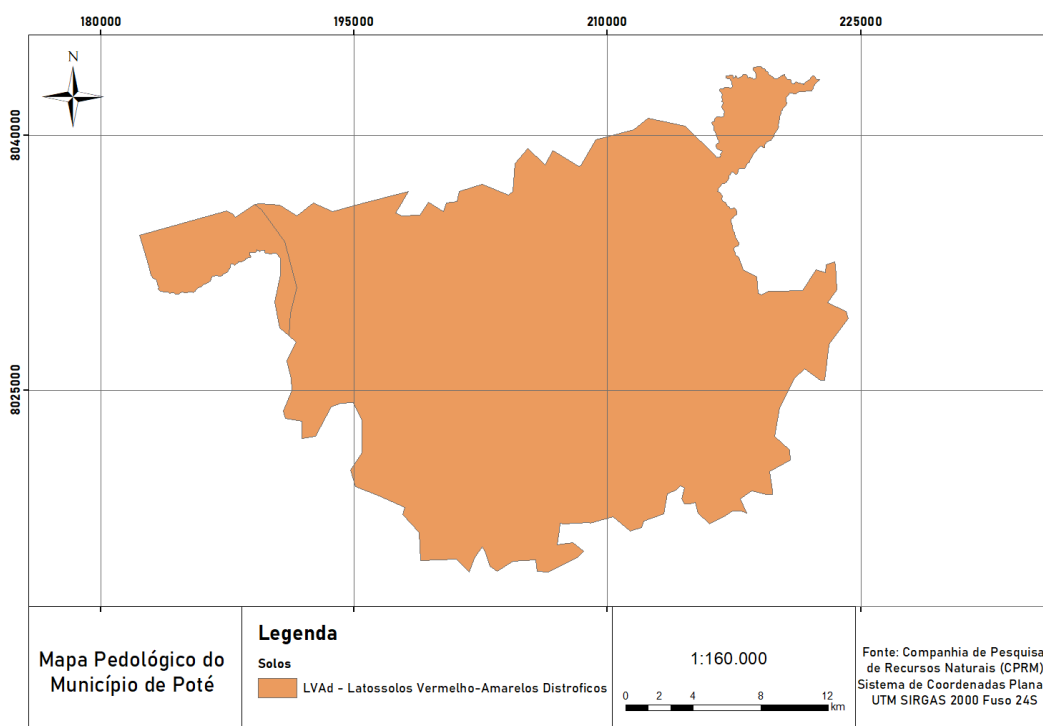 180000
195000
210000
225000
N
8040000
8025000
Mapa Pedológico do
Município de Poté
Legenda
Solos
LVAd - Latossolos Vermelho-Amarelos Distroficos
1:160.000
0 2 4 8 12
km
Fonte: Companhia de Pesquisa
de Recursos Naturais (CPRM)
Sistema de Coordenadas Plana
UTM SIRGAS 2000 Fuso 24S